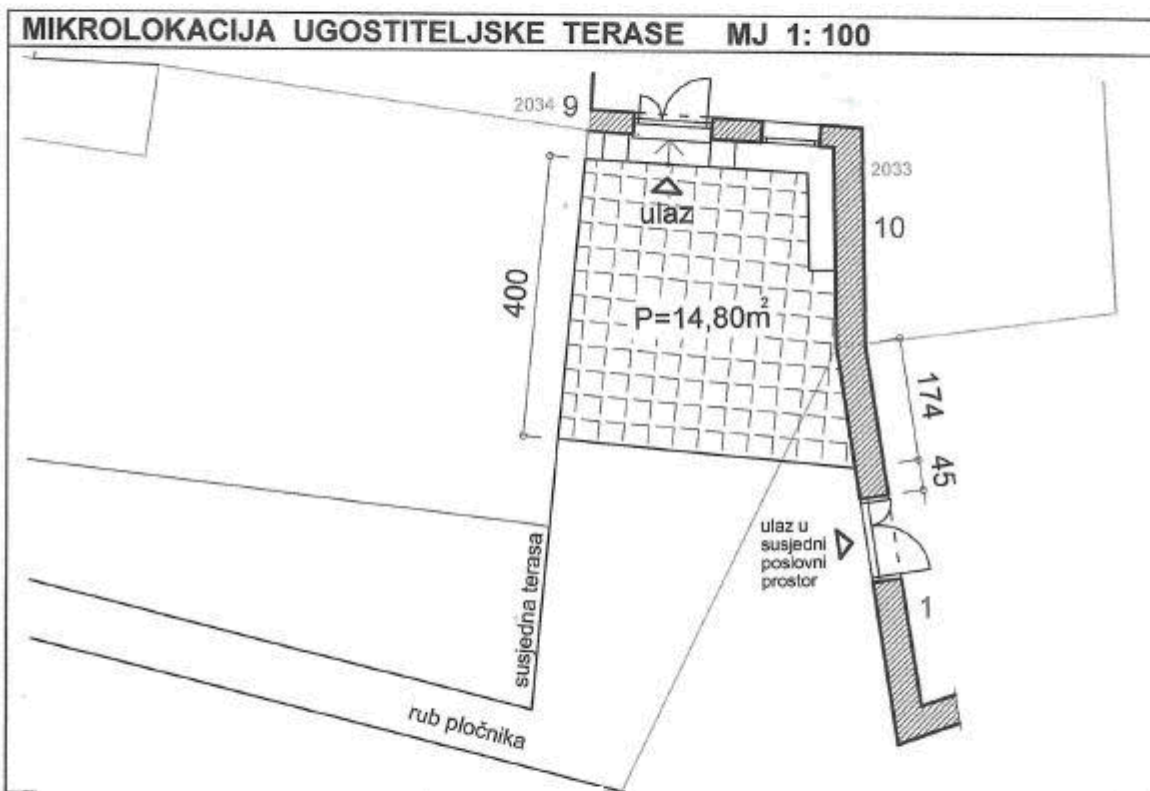 MIKROLOKACIJA UGOSTITELJSKE TERASE MJ 1: 100
2034 9
2033
10
ulaz
400
P=14,80m²
174
45
ulaz u
susjedni
poslovni
prostor
1
susjedna terasa
rub pločnika